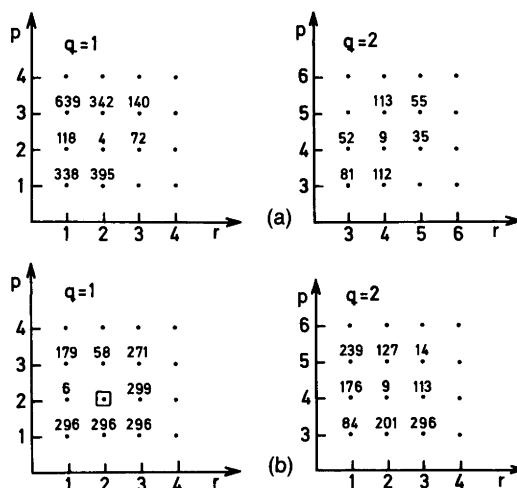 p q=1
4
639 342 140
3
118 4 72
2
338 395
1
1 2 3 4 r
p q=2
6
113 55
5
52 9 35
4
81 112
3
3 4 5 6 r
(a)
p q=1
4
179 58 271
3
6 299
2
296 296 296
1
1 2 3 4 r
p q=2
6
239 127 14
5
176 9 113
4
84 201 296
3
1 2 3 4 r
(b)